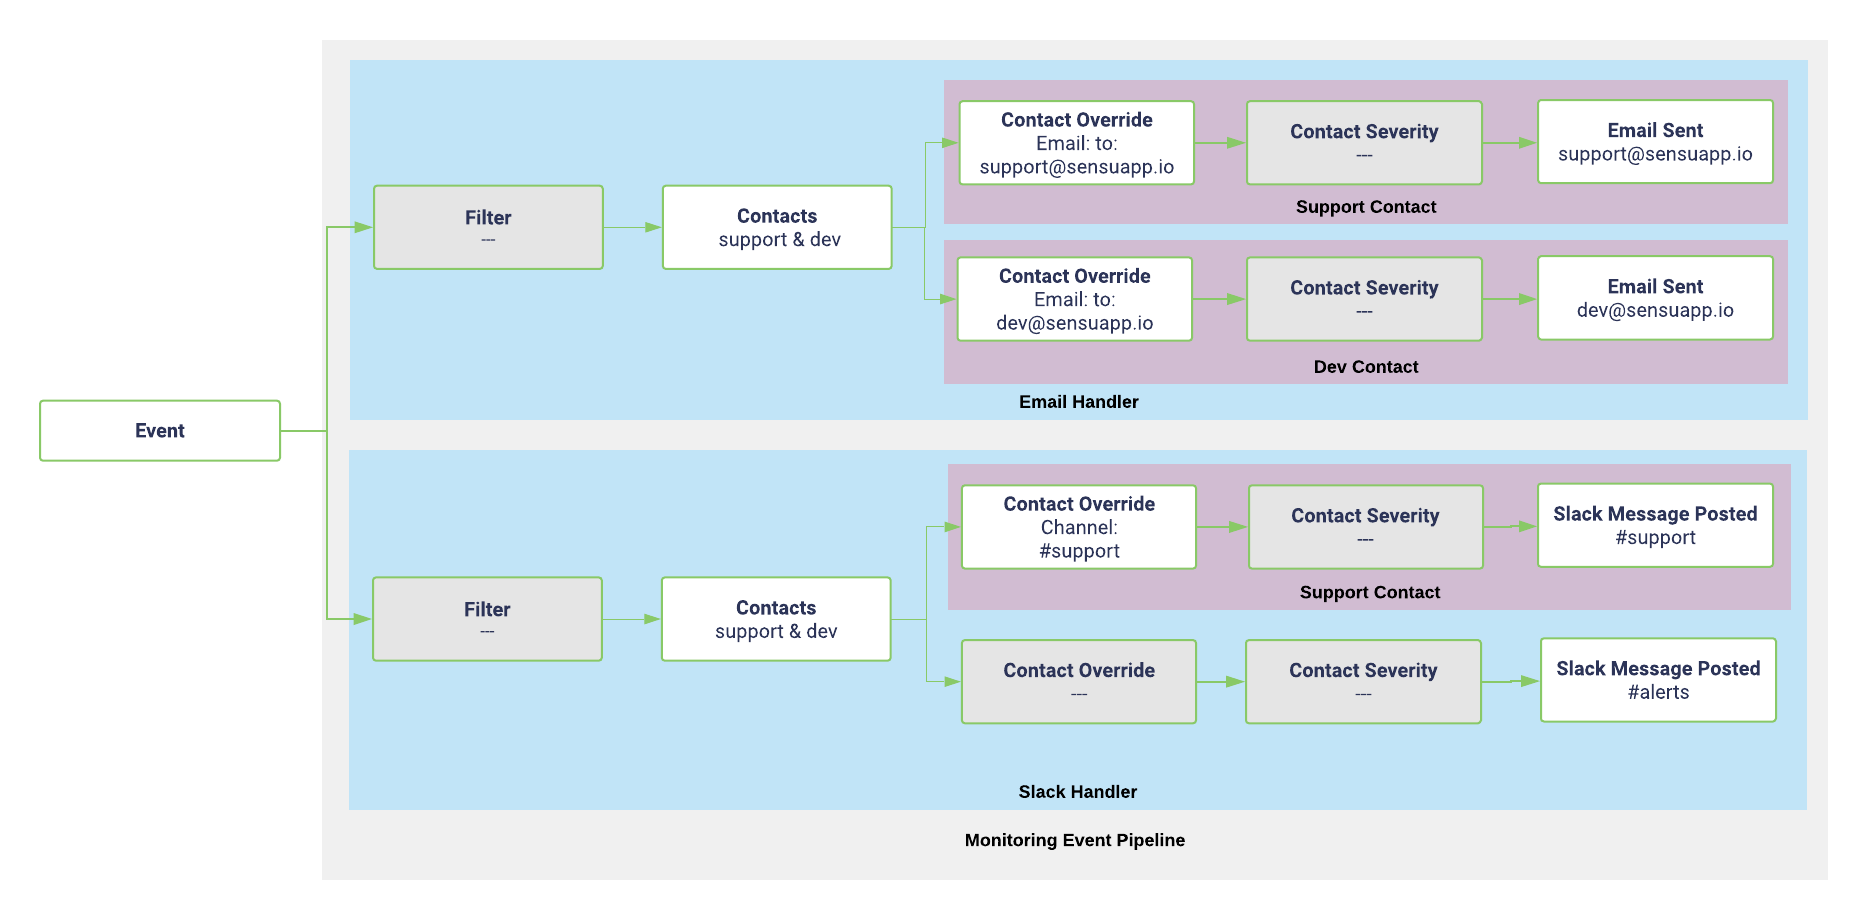 Event
Filter
---
Contacts
support & dev
Contact Override
Email: to:
support@sensuapp.io
Contact Severity
---
Email Sent
support@sensuapp.io
Support Contact
Contact Override
Email: to:
dev@sensuapp.io
Contact Severity
---
Email Sent
dev@sensuapp.io
Dev Contact
Email Handler
Filter
---
Contacts
support & dev
Contact Override
Channel:
#support
Contact Severity
---
Slack Message Posted
#support
Support Contact
Contact Override
---
Contact Severity
---
Slack Message Posted
#alerts
Slack Handler
Monitoring Event Pipeline